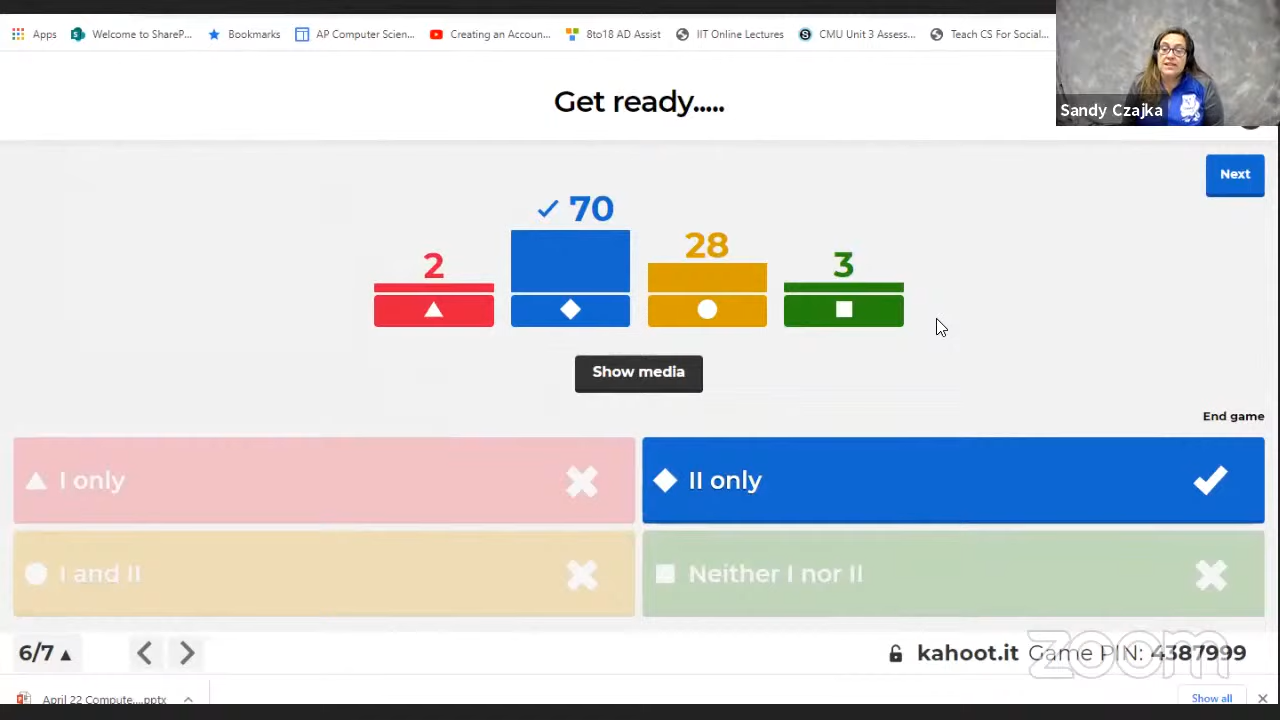 Apps Welcome to ShareP... Bookmarks AP Computer Scien... Creating an Accoun... 8to18 AD Assist IIT Online Lectures CMU Unit 3 Assess... Teach CS For Social...
Sandy Czajka
Get ready.....
Next
2 70 28 3
Show media
End game
I only
II only
I and II
Neither I nor II
6/7
kahoot.it Game PIN: 4387999
zoom
April 22 Compute....pptx
Show all